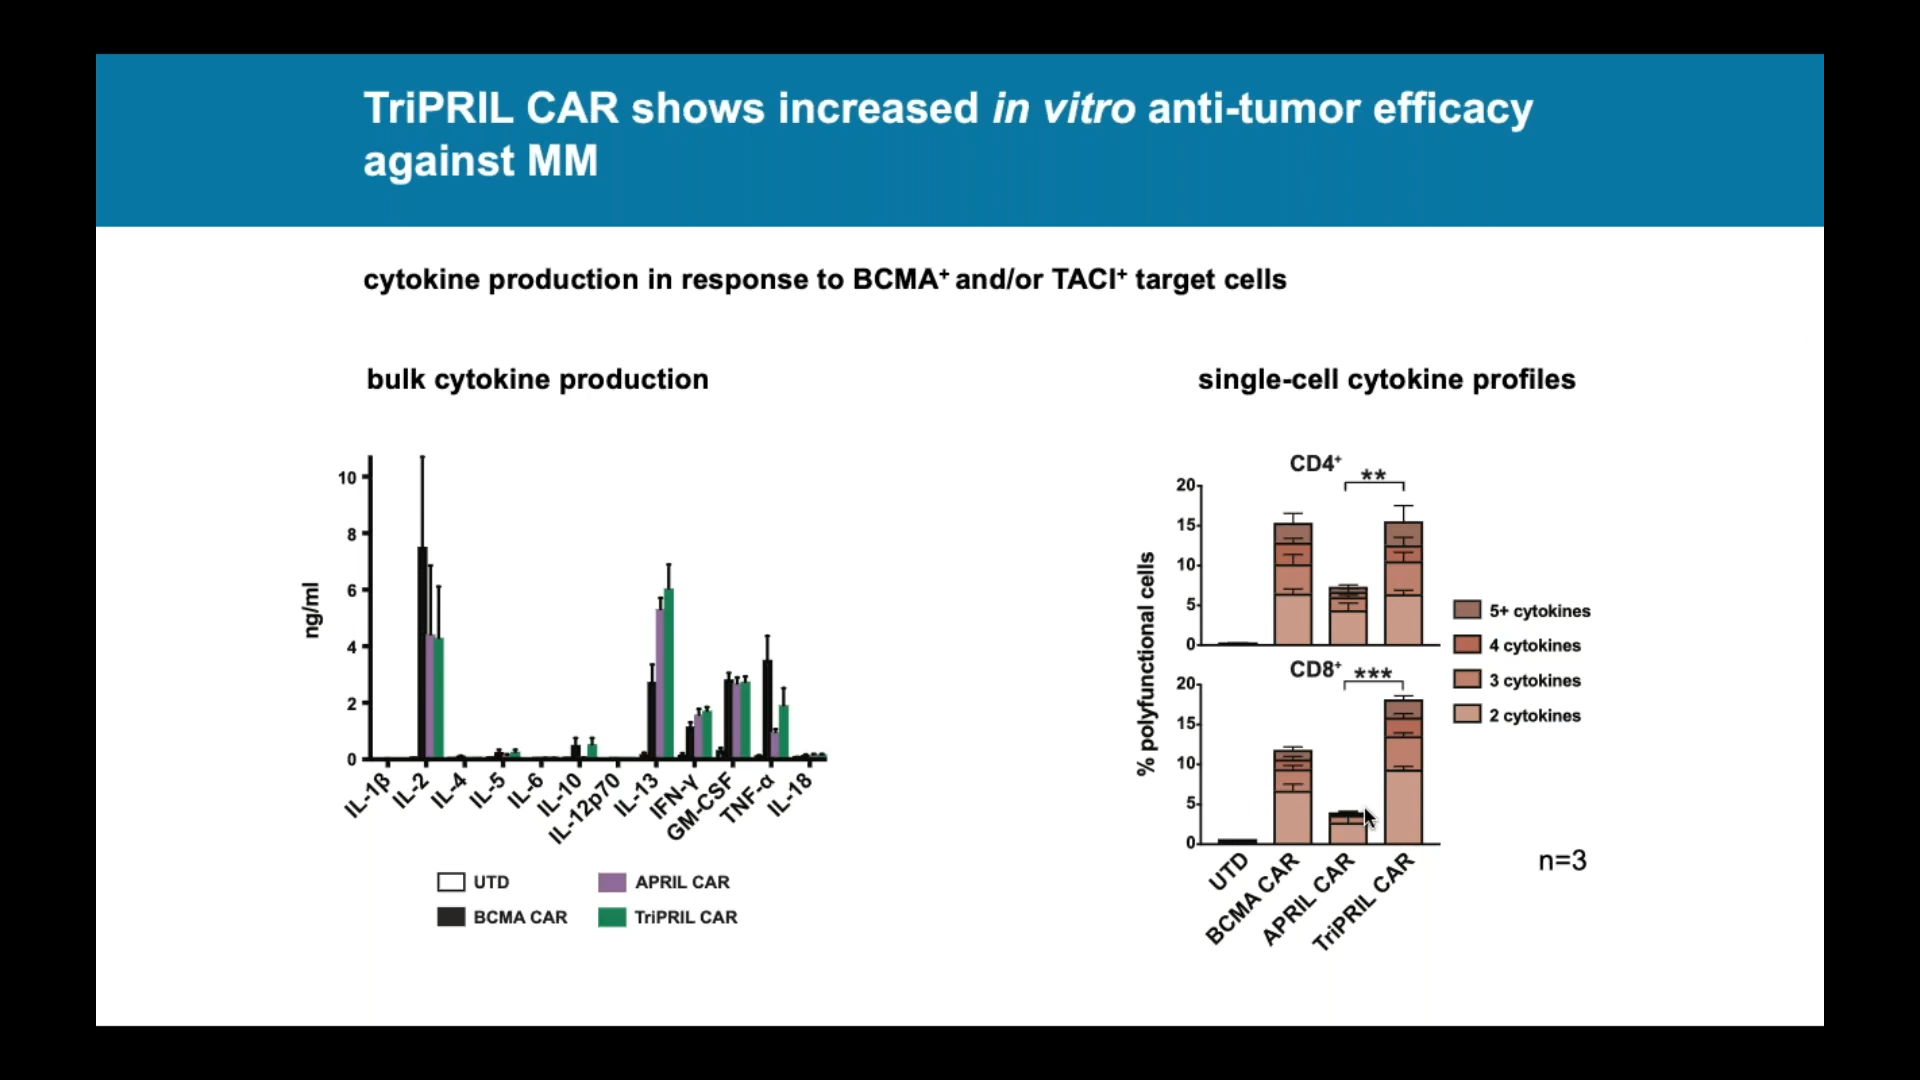 TriPRIL CAR shows increased in vitro anti-tumor efficacy
against MM
cytokine production in response to BCMA⁺ and/or TACI⁺ target cells
bulk cytokine production
ng/ml
10
8
6
4
2
0
IL-1β
IL-2
IL-4
IL-5
IL-6
IL-10
IL-12p70
IL-13
IFN-γ
GM-CSF
TNF-α
IL-18
UTD
APRIL CAR
BCMA CAR
TriPRIL CAR
single-cell cytokine profiles
% polyfunctional cells
CD4⁺
**
20
15
10
5
0
CD8⁺
***
20
15
10
5
0
UTD
BCMA CAR
APRIL CAR
TriPRIL CAR
5+ cytokines
4 cytokines
3 cytokines
2 cytokines
n=3